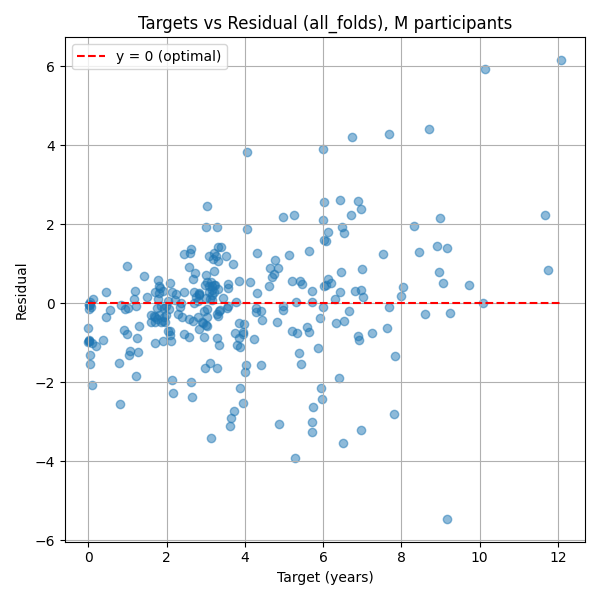 Targets vs Residual (all_folds), M participants
y = 0 (optimal)
6
4
2
0
−2
−4
−6
Residual
0 2 4 6 8 10 12
Target (years)